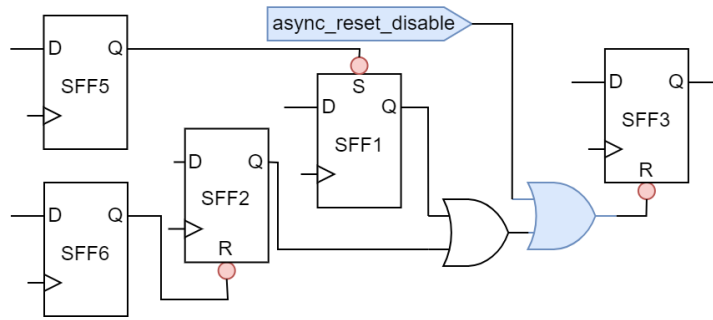 async_reset_disable
D Q
SFF5
S
D Q
SFF1
D Q
SFF3
R
D Q
SFF2
R
D Q
SFF6